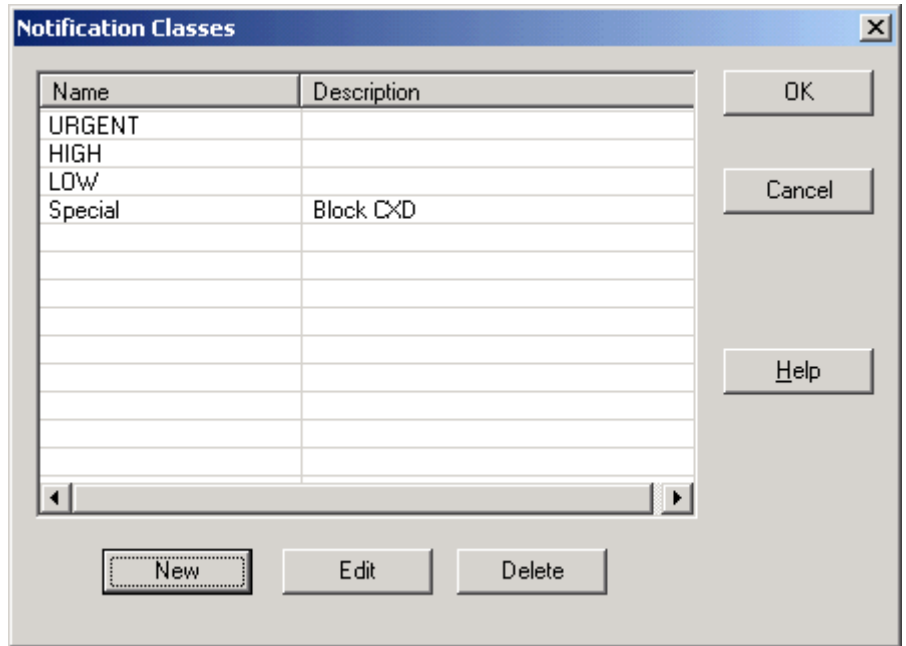 Notification Classes
Name Description
OK
URGENT
HIGH
LOW
Cancel
Special Block CXD
Help
New Edit Delete